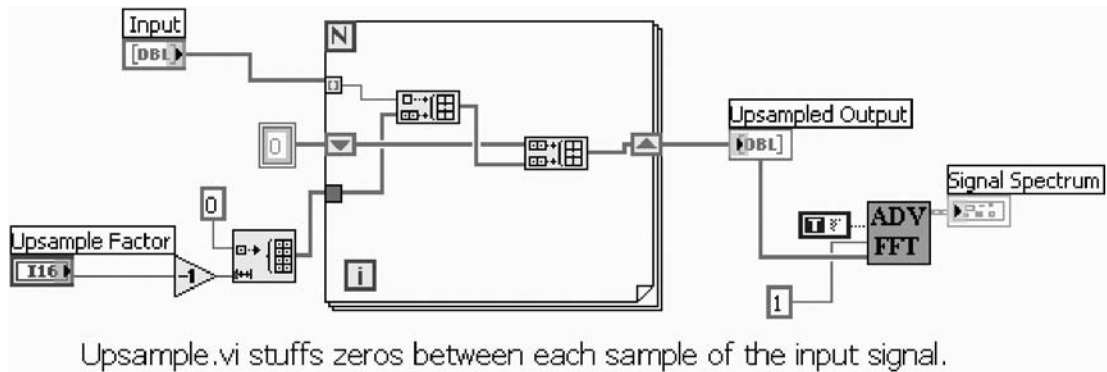 Input
[DBL]
N
0
Upsampled Output
DBL]
Signal Spectrum
0
T
ADV
FFT
Upsample Factor
I16
-1
i
1
Upsample.vi stuffs zeros between each sample of the input signal.